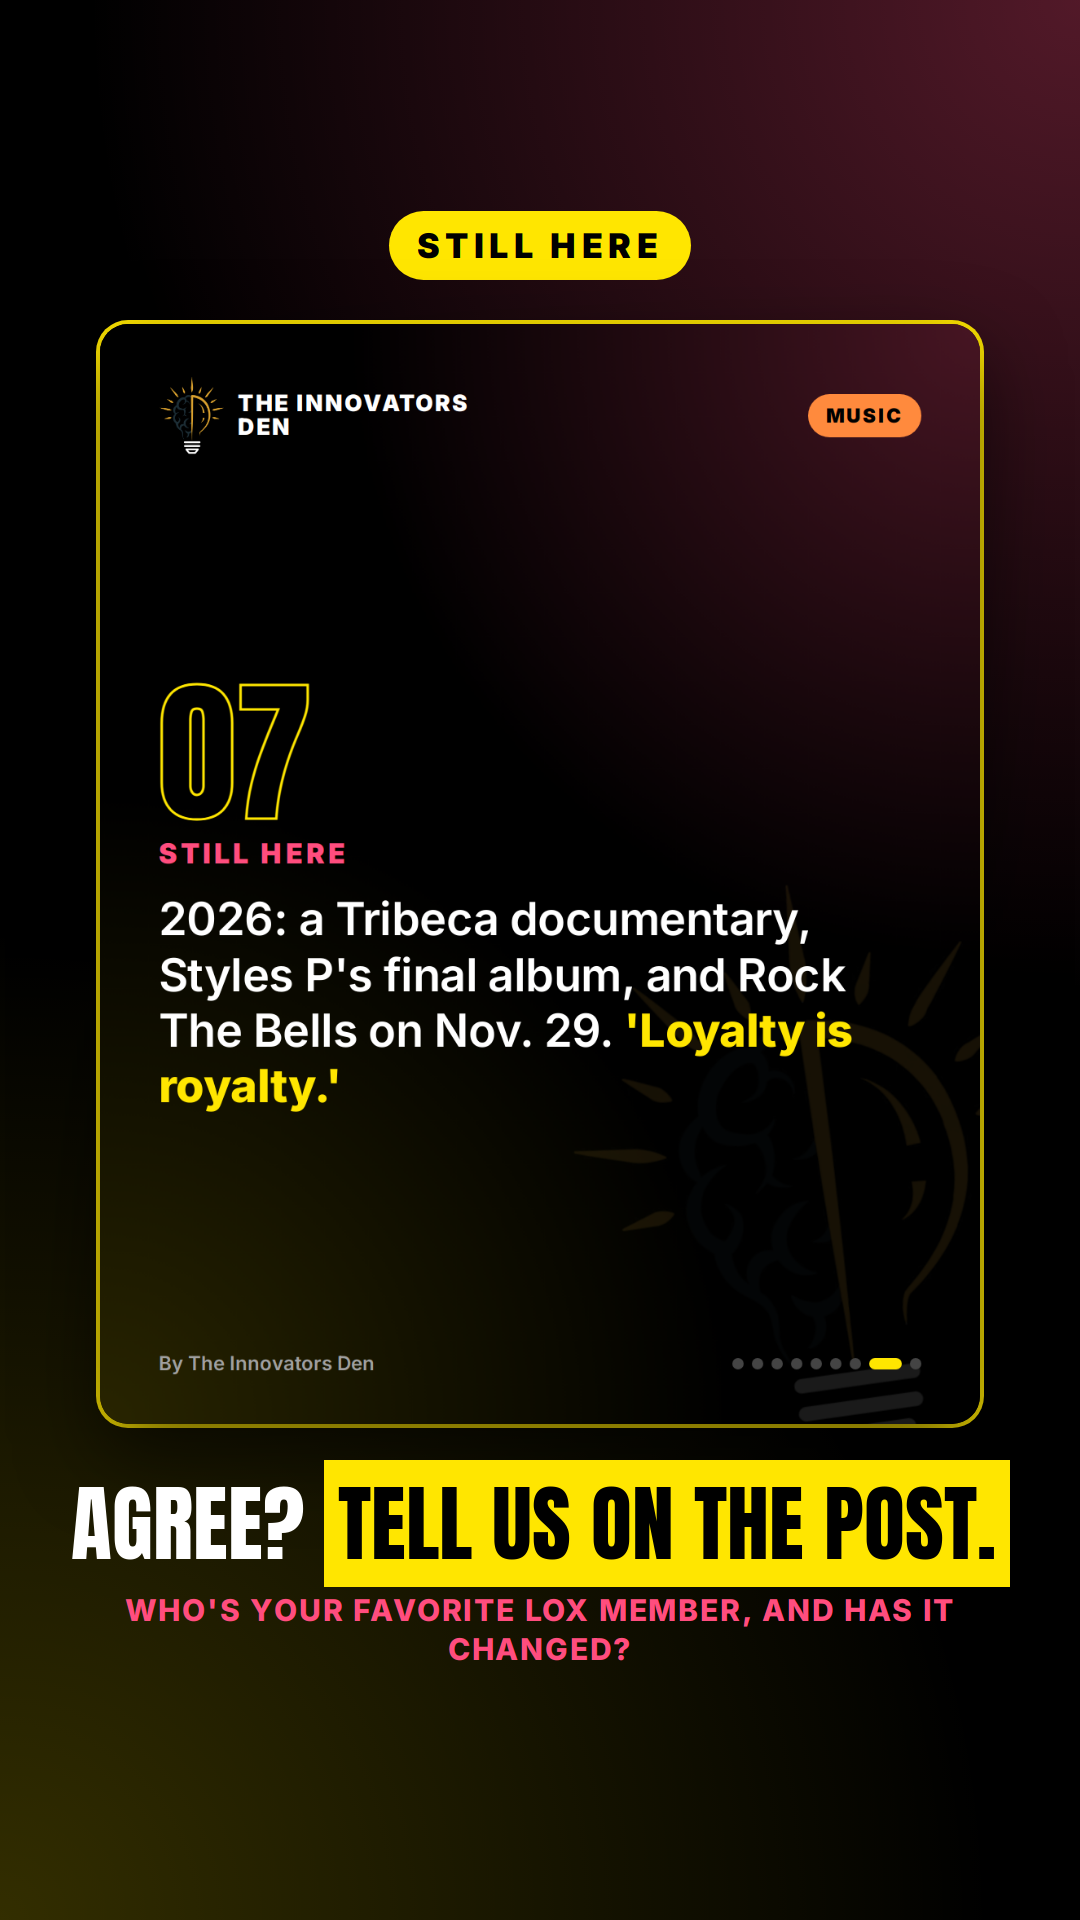 STILL HERE
THE INNOVATORS
DEN
MUSIC
07
STILL HERE
2026: a Tribeca documentary,
Styles P's final album, and Rock
The Bells on Nov. 29. 'Loyalty is
royalty.'
By The Innovators Den
AGREE? TELL US ON THE POST.
WHO'S YOUR FAVORITE LOX MEMBER, AND HAS IT
CHANGED?